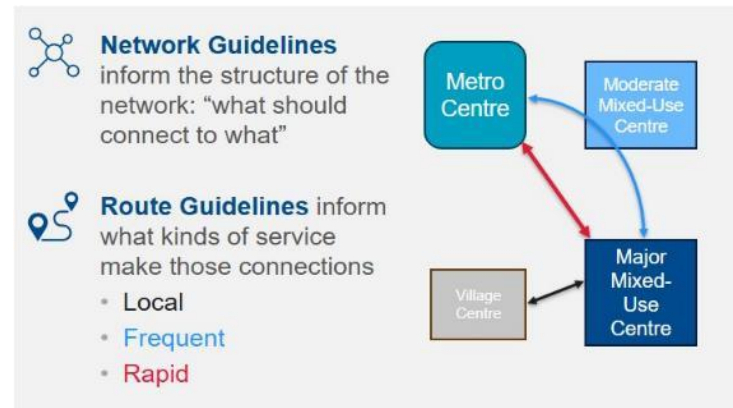 Network Guidelines
inform the structure of the
network: “what should
connect to what”
Route Guidelines inform
what kinds of service
make those connections
• Local
• Frequent
• Rapid
Metro
Centre
Moderate
Mixed-Use
Centre
Village
Centre
Major
Mixed-
Use
Centre